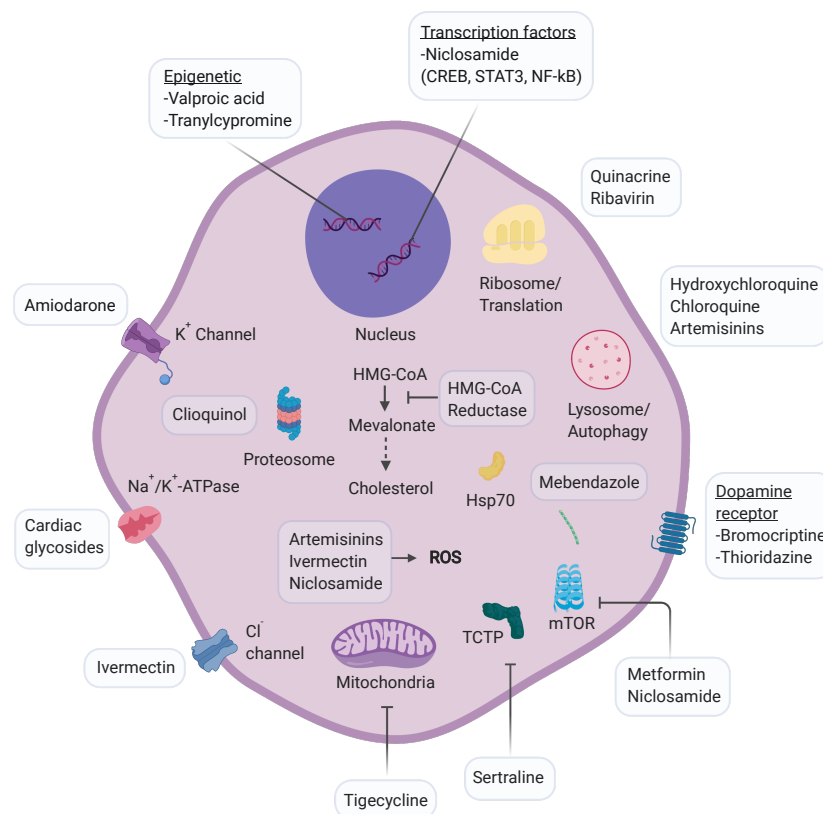 Transcription factors
-Niclosamide
(CREB, STAT3, NF-kB)
Epigenetic
-Valproic acid
-Tranylcypromine
Quinacrine
Ribavirin
Ribosome/
Translation
Hydroxychloroquine
Chloroquine
Artemisinins
Amiodarone
K+ Channel
Nucleus
HMG-CoA
HMG-CoA
Reductase
Lysosome/
Autophagy
Clioquinol
Mevalonate
Proteosome
Cholesterol
Hsp70
Mebendazole
Na+/K+-ATPase
Cardiac
glycosides
Dopamine
receptor
-Bromocriptine
-Thioridazine
Artemisinins
Ivermectin
Niclosamide
ROS
mTOR
TCTP
Cl-
channel
Ivermectin
Mitochondria
Metformin
Niclosamide
Sertraline
Tigecycline